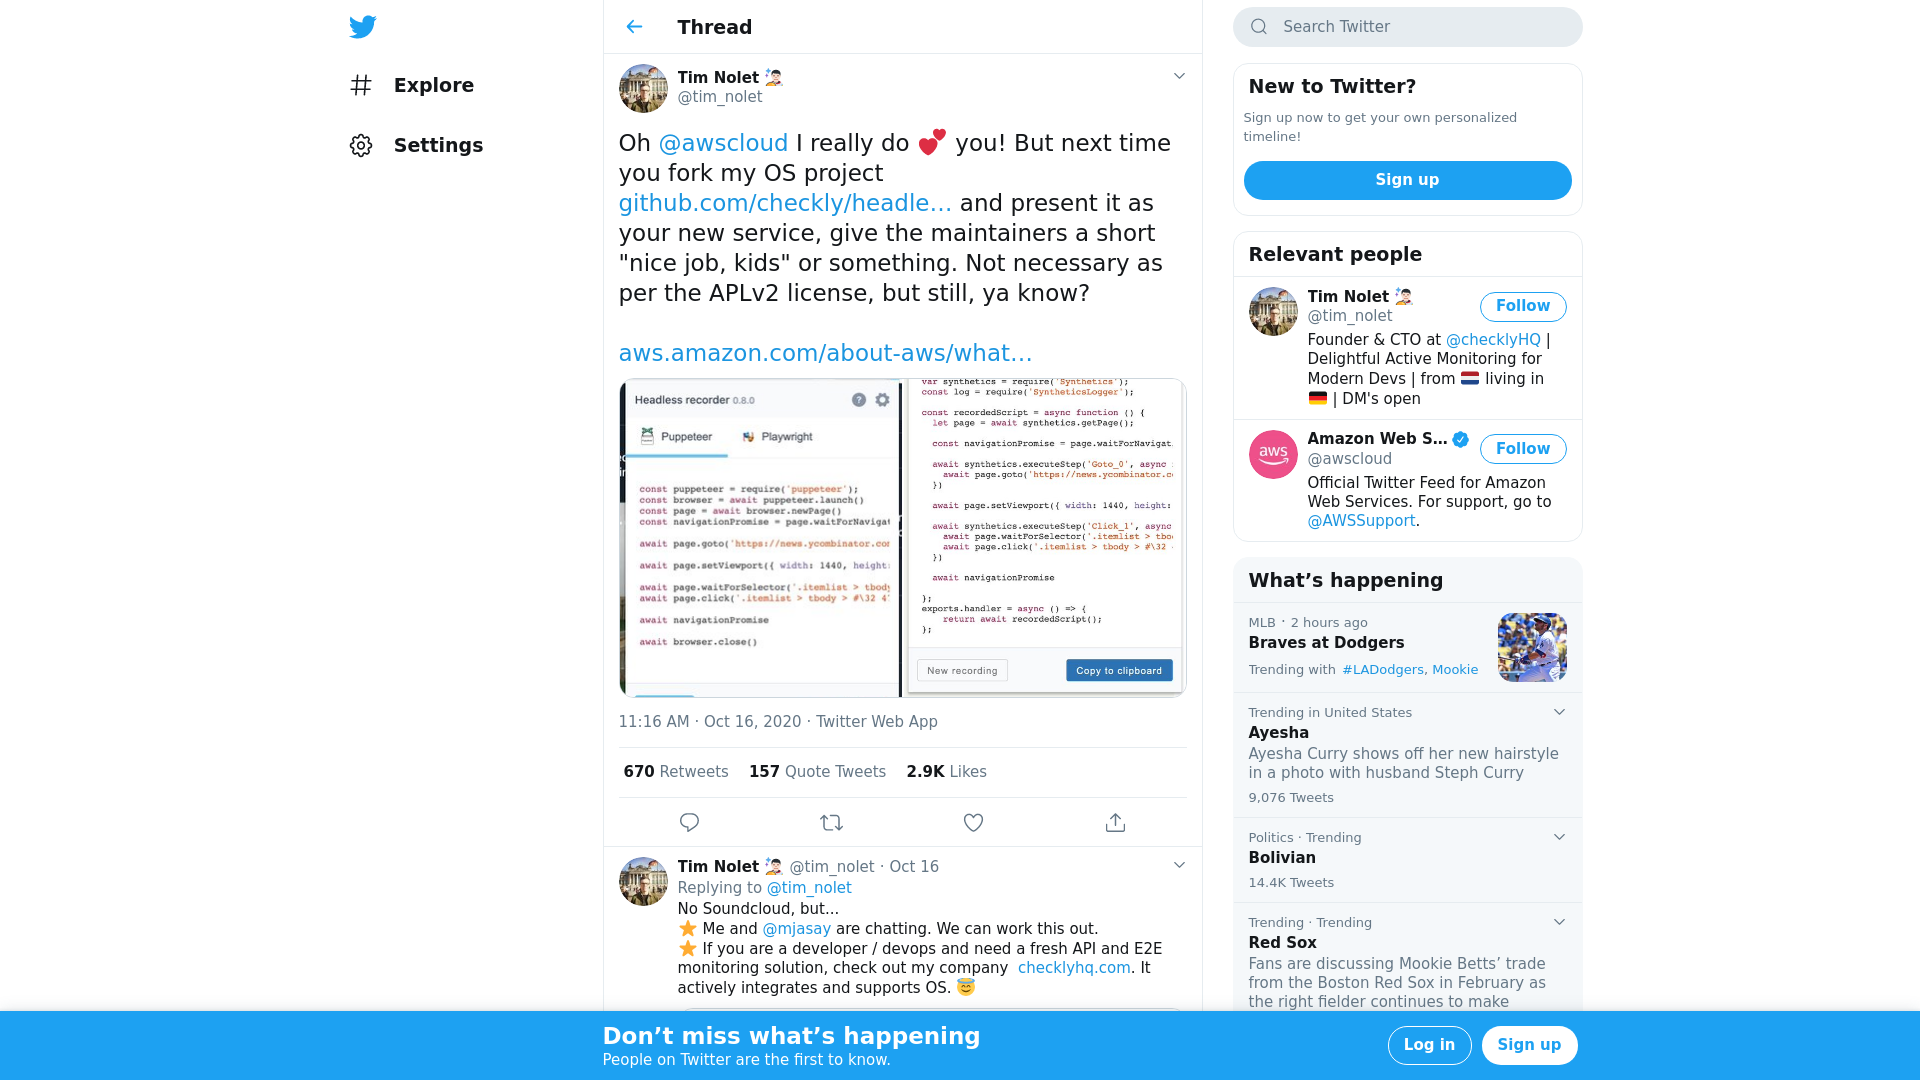 Explore
Settings
Thread
Tim Nolet
@tim_nolet
Oh @awscloud I really do 💕 you! But next time
you fork my OS project
github.com/checkly/headle… and present it as
your new service, give the maintainers a short
"nice job, kids" or something. Not necessary as
per the APLv2 license, but still, ya know?
aws.amazon.com/about-aws/what…
Headless recorder 0.8.0
?
Puppeteer
Playwright
const puppeteer = require('puppeteer');
const browser = await puppeteer.launch()
const page = await browser.newPage()
const navigationPromise = page.waitForNavigat
await page.goto('https://news.ycombinator.com
await page.setViewport({ width: 1440, height:
await page.waitForSelector('.itemlist > tbody
await page.click('.itemlist > tbody > #\32 4
await navigationPromise
await browser.close()
var synthetics = require('Synthetics');
const log = require('SyntheticsLogger');
const recordedScript = async function () {
let page = await synthetics.getPage();
const navigationPromise = page.waitForNavigat
await synthetics.executeStep('Goto_0', async
await page.goto('https://news.ycombinator.co
})
await page.setViewport({ width: 1440, height:
await synthetics.executeStep('Click_1', async
await page.waitForSelector('.itemlist > tbo
await page.click('.itemlist > tbody > #\32
})
await navigationPromise
};
exports.handler = async () => {
return await recordedScript();
};
New recording
Copy to clipboard
11:16 AM · Oct 16, 2020 · Twitter Web App
670 Retweets 157 Quote Tweets 2.9K Likes
Tim Nolet @tim_nolet · Oct 16
Replying to @tim_nolet
No Soundcloud, but...
⭐ Me and @mjasay are chatting. We can work this out.
⭐ If you are a developer / devops and need a fresh API and E2E
monitoring solution, check out my company checklyhq.com. It
actively integrates and supports OS. 😇
Search Twitter
New to Twitter?
Sign up now to get your own personalized
timeline!
Sign up
Relevant people
Tim Nolet
@tim_nolet
Follow
Founder & CTO at @checklyHQ |
Delightful Active Monitoring for
Modern Devs | from 🇳🇱 living in
🇩🇪 | DM's open
aws
Amazon Web S…
@awscloud
Follow
Official Twitter Feed for Amazon
Web Services. For support, go to
@AWSSupport.
What’s happening
MLB · 2 hours ago
Braves at Dodgers
Trending with #LADodgers, Mookie
Trending in United States
Ayesha
Ayesha Curry shows off her new hairstyle
in a photo with husband Steph Curry
9,076 Tweets
Politics · Trending
Bolivian
14.4K Tweets
Trending · Trending
Red Sox
Fans are discussing Mookie Betts’ trade
from the Boston Red Sox in February as
the right fielder continues to make
Don’t miss what’s happening
People on Twitter are the first to know.
Log in
Sign up